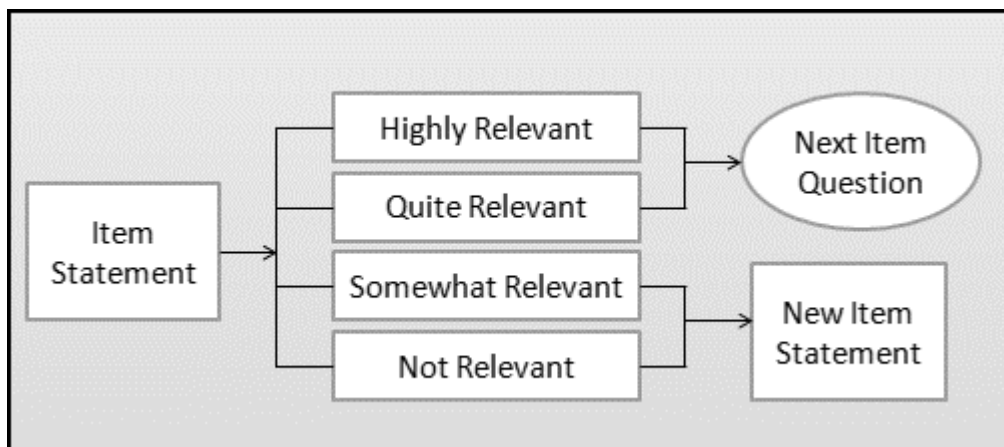 Item
Statement
Highly Relevant
Quite Relevant
Somewhat Relevant
Not Relevant
Next Item
Question
New Item
Statement